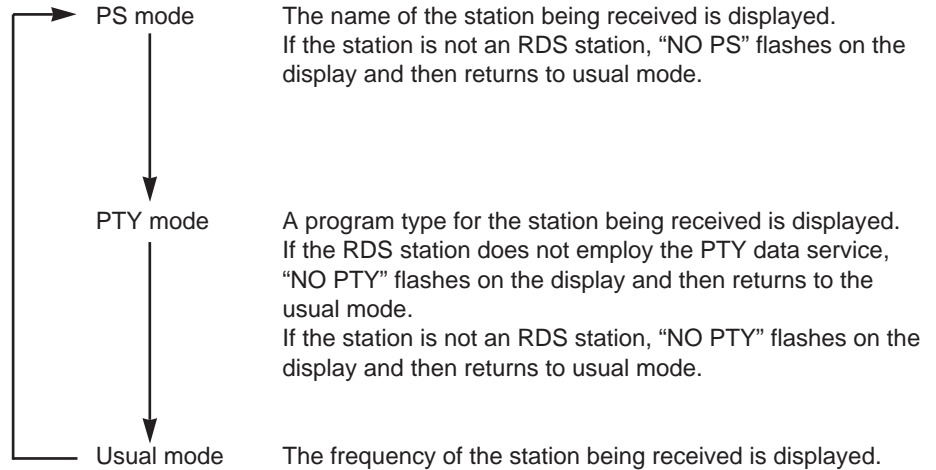 PS mode
The name of the station being received is displayed.
If the station is not an RDS station, “NO PS” flashes on the
display and then returns to usual mode.
PTY mode
A program type for the station being received is displayed.
If the RDS station does not employ the PTY data service,
“NO PTY” flashes on the display and then returns to the
usual mode.
If the station is not an RDS station, “NO PTY” flashes on the
display and then returns to usual mode.
Usual mode
The frequency of the station being received is displayed.